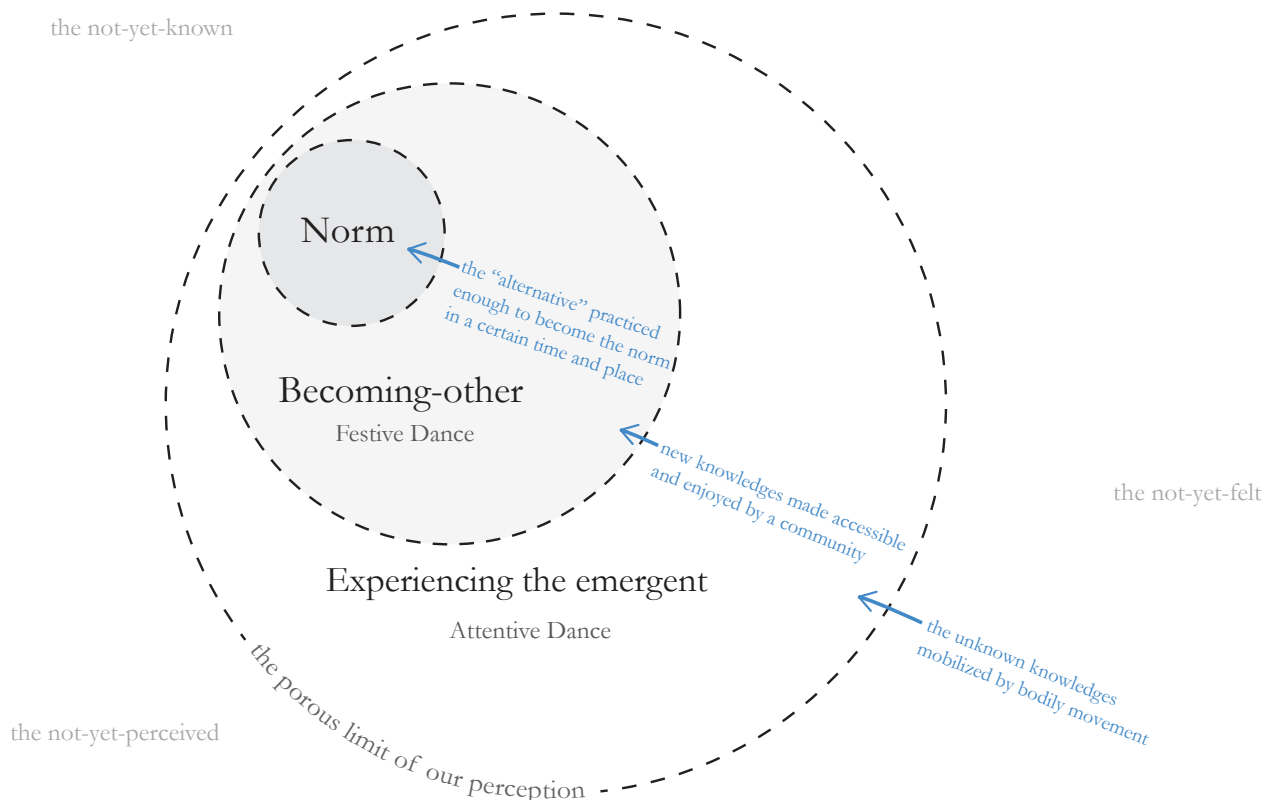 the not-yet-known
Norm
the “alternative” practiced
enough to become the norm
in a certain time and place
Becoming-other
Festive Dance
new knowledges made accessible
and enjoyed by a community
the not-yet-felt
Experiencing the emergent
Attentive Dance
the unknown knowledges
mobilized by bodily movement
the porous limit of our perception
the not-yet-perceived